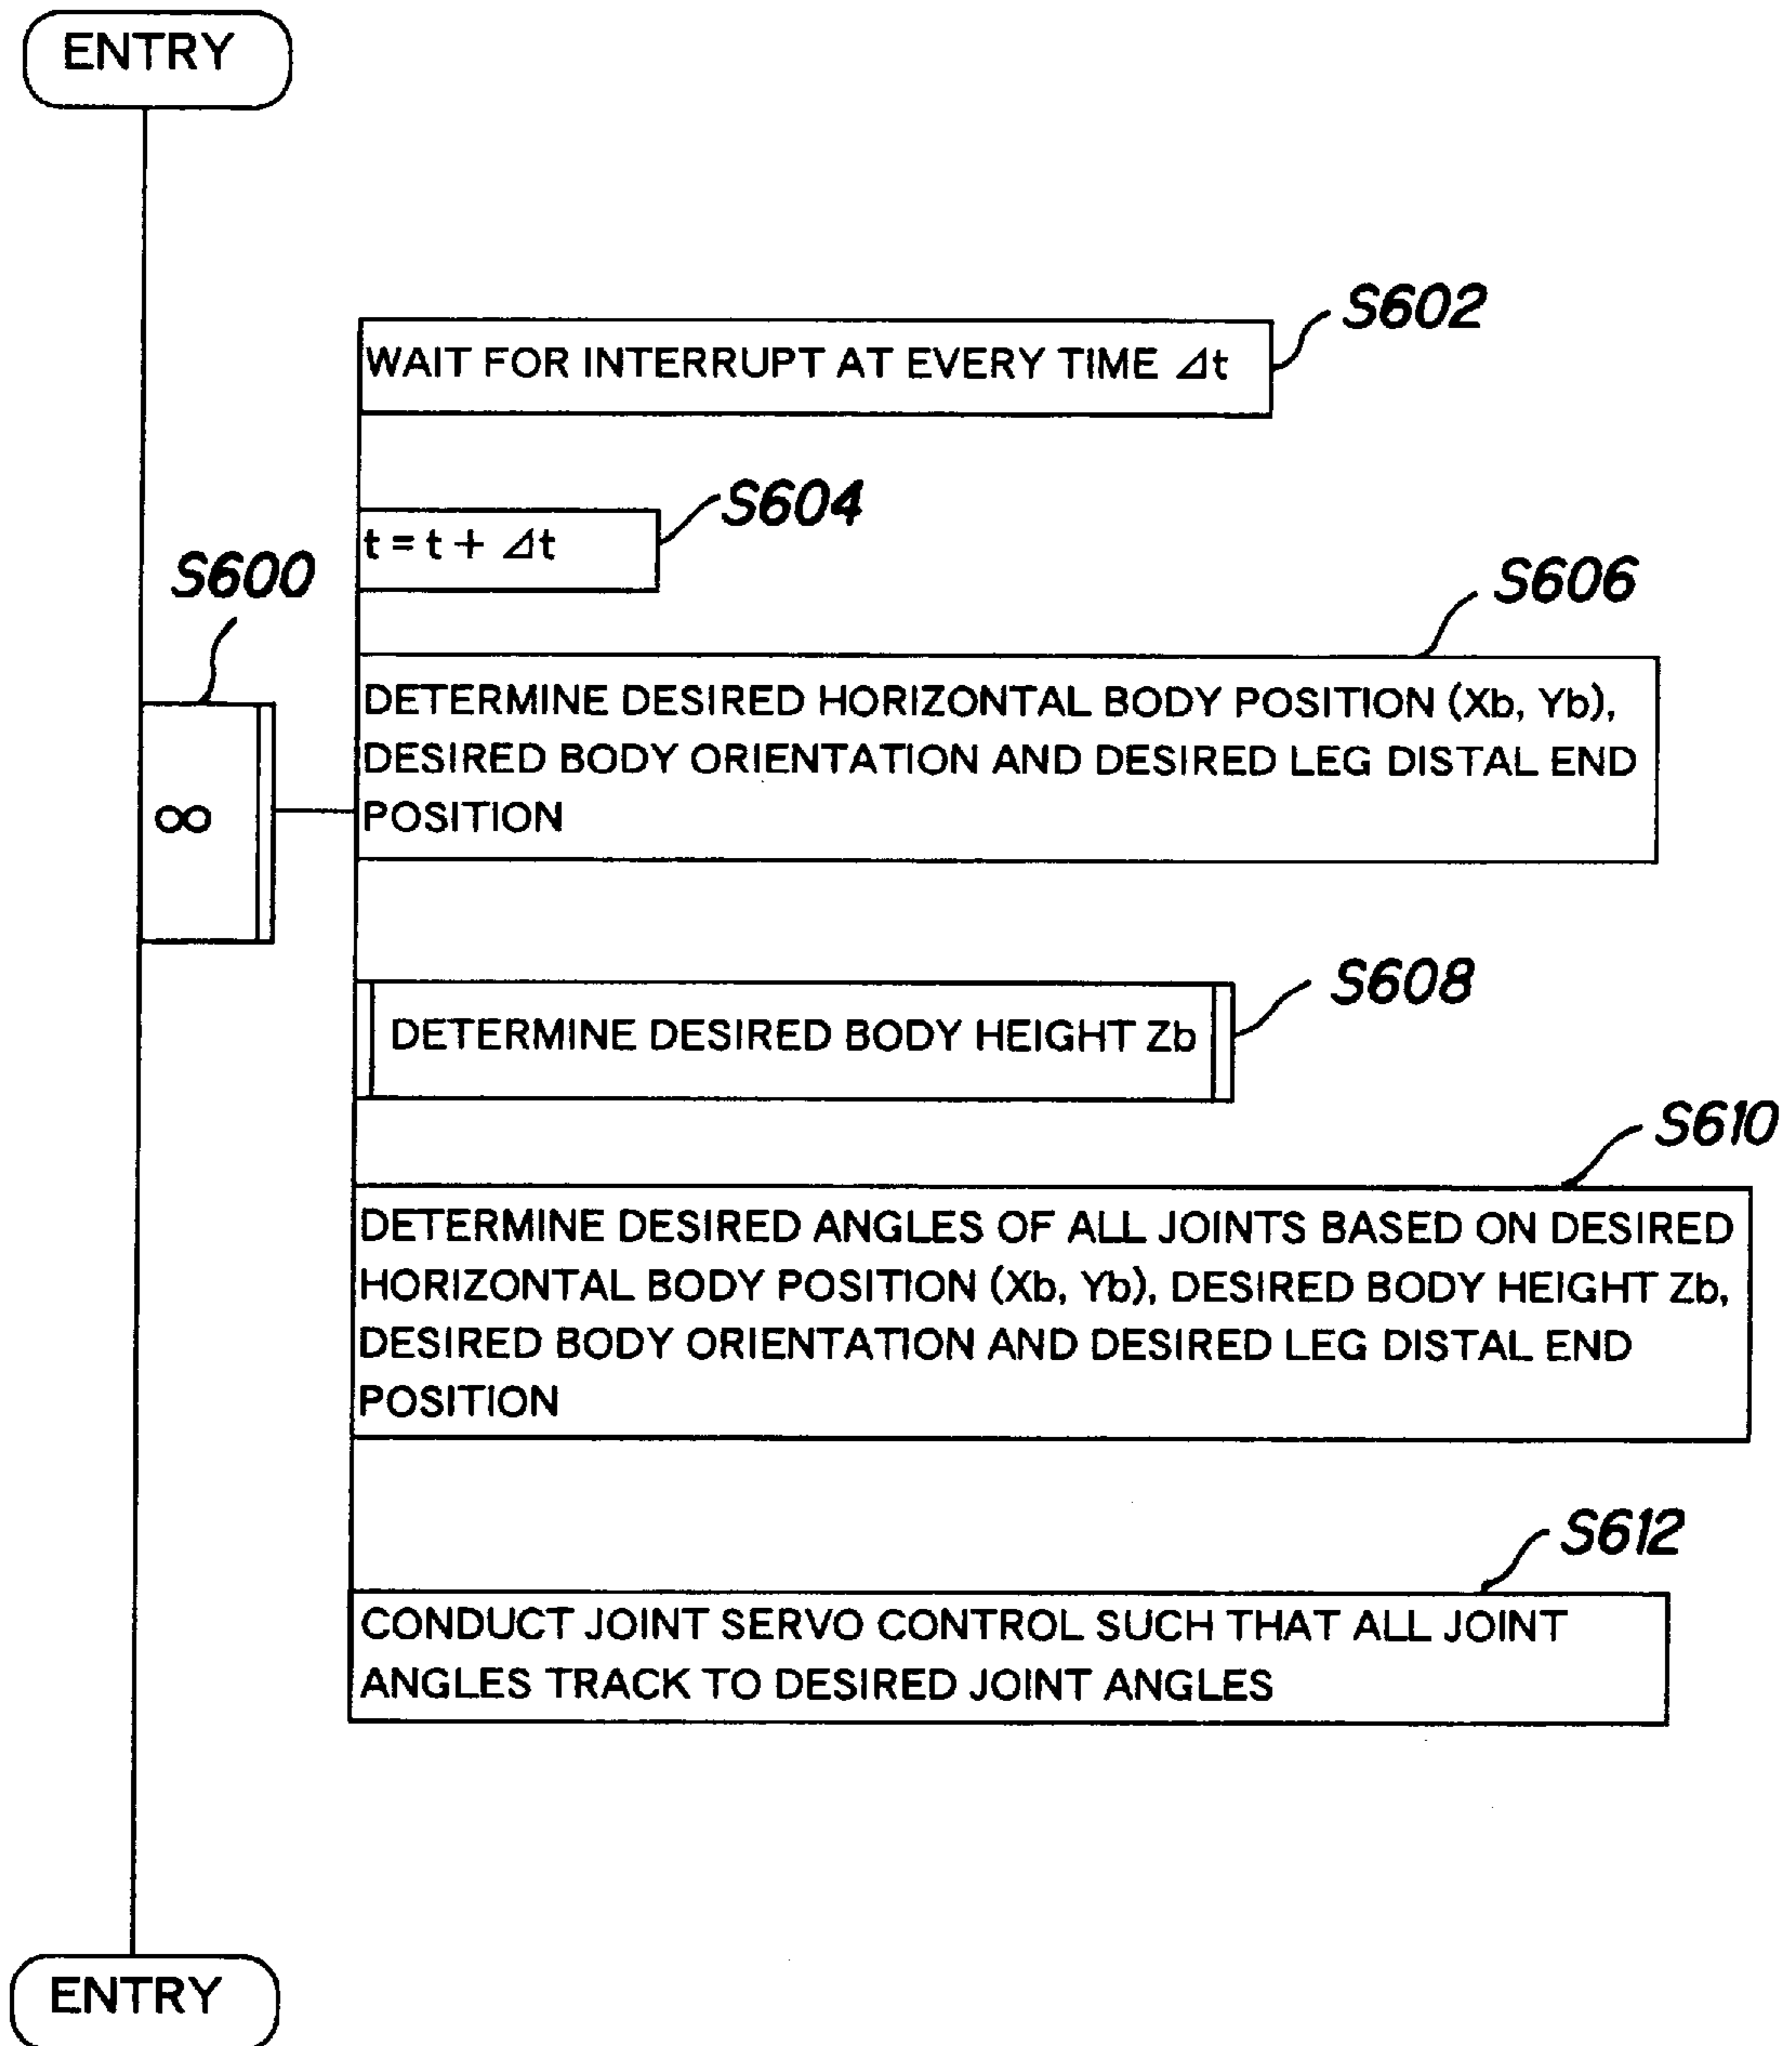 ENTRY
S602
WAIT FOR INTERRUPT AT EVERY TIME ⊿t
S604
t = t + ⊿t
S600
∞
S606
DETERMINE DESIRED HORIZONTAL BODY POSITION (Xb, Yb),
DESIRED BODY ORIENTATION AND DESIRED LEG DISTAL END
POSITION
S608
DETERMINE DESIRED BODY HEIGHT Zb
S610
DETERMINE DESIRED ANGLES OF ALL JOINTS BASED ON DESIRED
HORIZONTAL BODY POSITION (Xb, Yb), DESIRED BODY HEIGHT Zb,
DESIRED BODY ORIENTATION AND DESIRED LEG DISTAL END
POSITION
S612
CONDUCT JOINT SERVO CONTROL SUCH THAT ALL JOINT
ANGLES TRACK TO DESIRED JOINT ANGLES
ENTRY